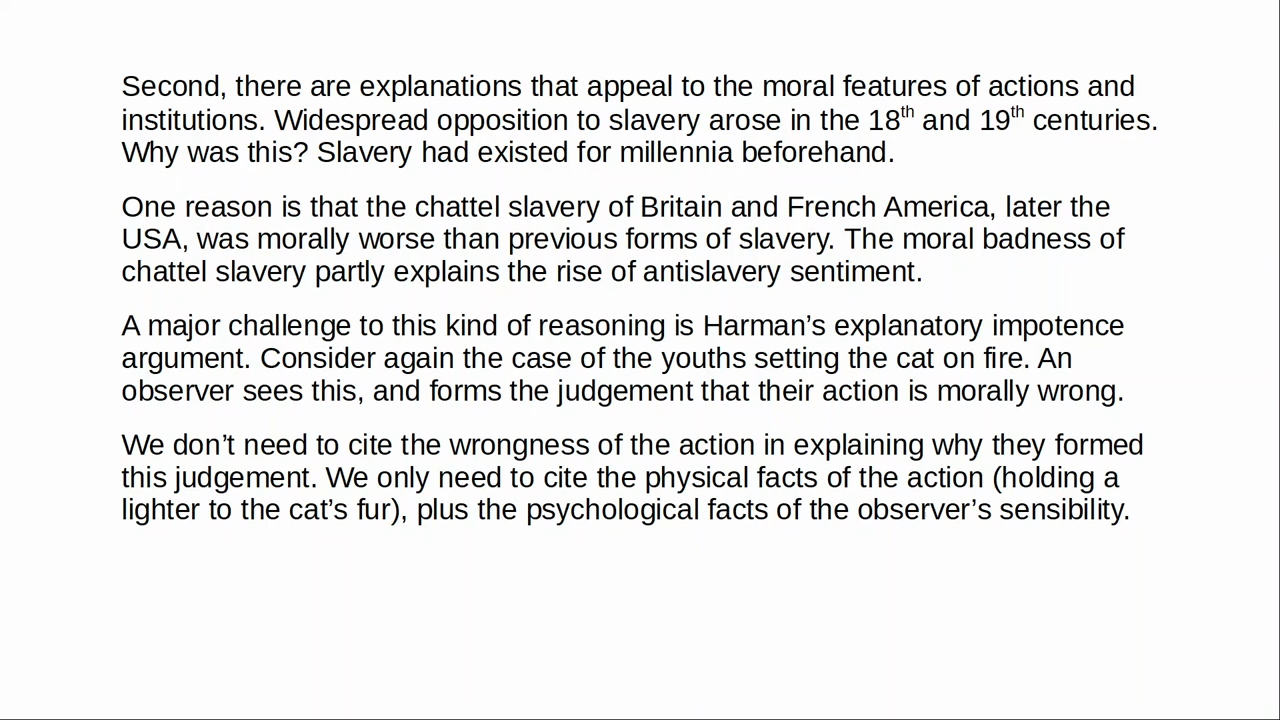 Second, there are explanations that appeal to the moral features of actions and
institutions. Widespread opposition to slavery arose in the 18th and 19th centuries.
Why was this? Slavery had existed for millennia beforehand.
One reason is that the chattel slavery of Britain and French America, later the
USA, was morally worse than previous forms of slavery. The moral badness of
chattel slavery partly explains the rise of antislavery sentiment.
A major challenge to this kind of reasoning is Harman’s explanatory impotence
argument. Consider again the case of the youths setting the cat on fire. An
observer sees this, and forms the judgement that their action is morally wrong.
We don’t need to cite the wrongness of the action in explaining why they formed
this judgement. We only need to cite the physical facts of the action (holding a
lighter to the cat’s fur), plus the psychological facts of the observer’s sensibility.